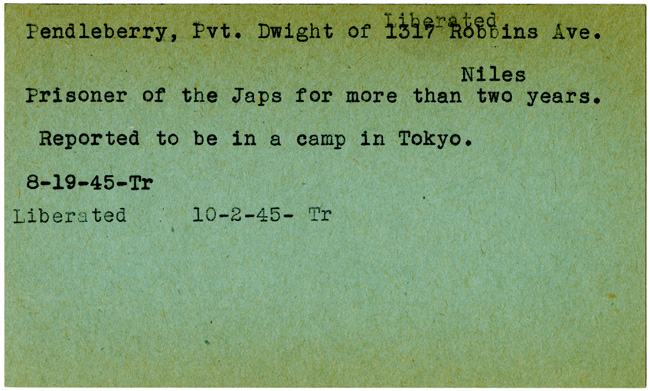 Liberated
Pendleberry, Pvt. Dwight of 1317 Robbins Ave.
Niles
Prisoner of the Japs for more than two years.
Reported to be in a camp in Tokyo.
8-19-45-Tr
Liberated 10-2-45- Tr